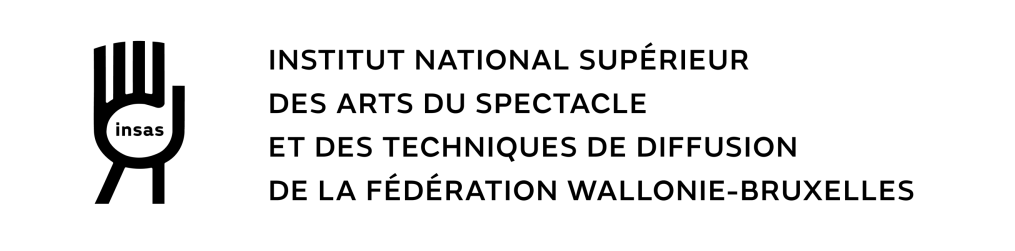 insas
INSTITUT NATIONAL SUPÉRIEUR
DES ARTS DU SPECTACLE
ET DES TECHNIQUES DE DIFFUSION
DE LA FÉDÉRATION WALLONIE-BRUXELLES